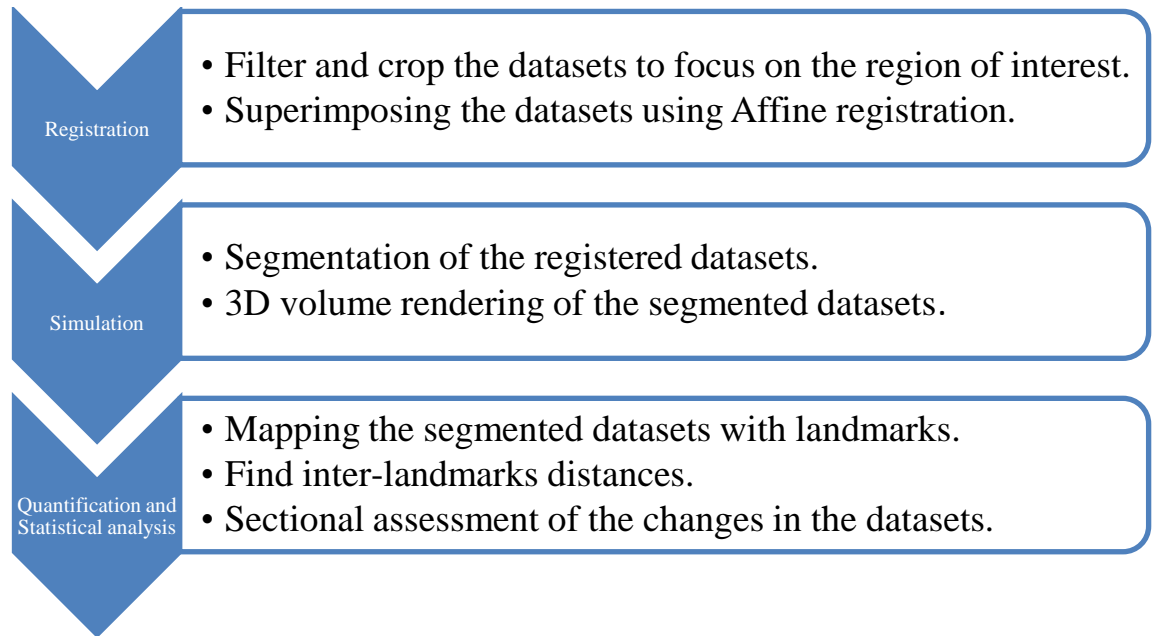 Registration
• Filter and crop the datasets to focus on the region of interest.
• Superimposing the datasets using Affine registration.
Simulation
• Segmentation of the registered datasets.
• 3D volume rendering of the segmented datasets.
Quantification and
Statistical analysis
• Mapping the segmented datasets with landmarks.
• Find inter-landmarks distances.
• Sectional assessment of the changes in the datasets.